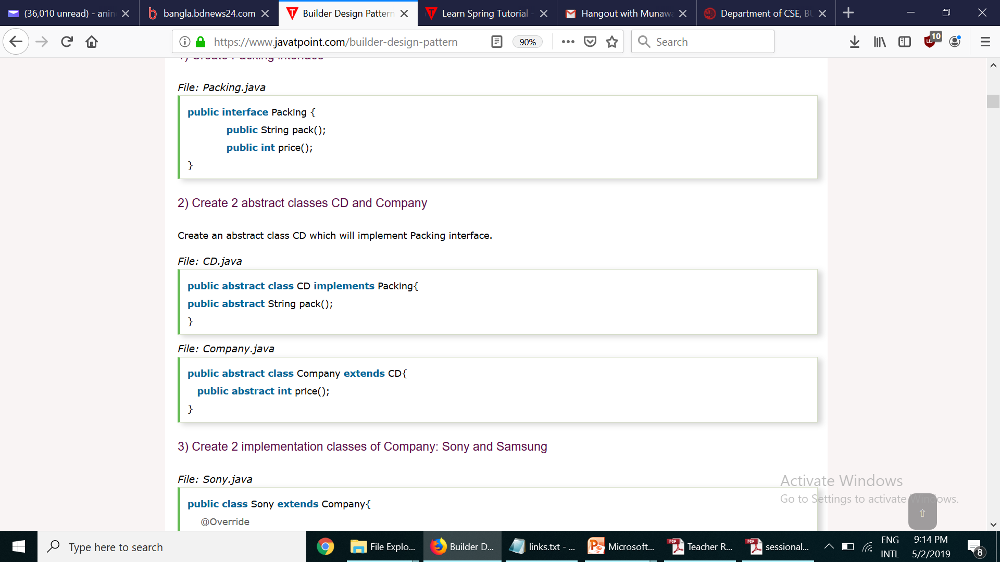 (36,010 unread) - anin
bangla.bdnews24.com
Builder Design Pattern
Learn Spring Tutorial -
Hangout with Munawa
Department of CSE, BU
https://www.javatpoint.com/builder-design-pattern
90%
Search
10
1) Create Packing interface
File: Packing.java
public interface Packing {
public String pack();
public int price();
}
2) Create 2 abstract classes CD and Company
Create an abstract class CD which will implement Packing interface.
File: CD.java
public abstract class CD implements Packing{
public abstract String pack();
}
File: Company.java
public abstract class Company extends CD{
public abstract int price();
}
3) Create 2 implementation classes of Company: Sony and Samsung
File: Sony.java
public class Sony extends Company{
@Override
Activate Windows
Go to Settings to activate Windows.
Type here to search
File Explo...
Builder D...
links.txt - ...
Microsoft...
Teacher R...
sessional...
ENG
INTL
9:14 PM
5/2/2019
8